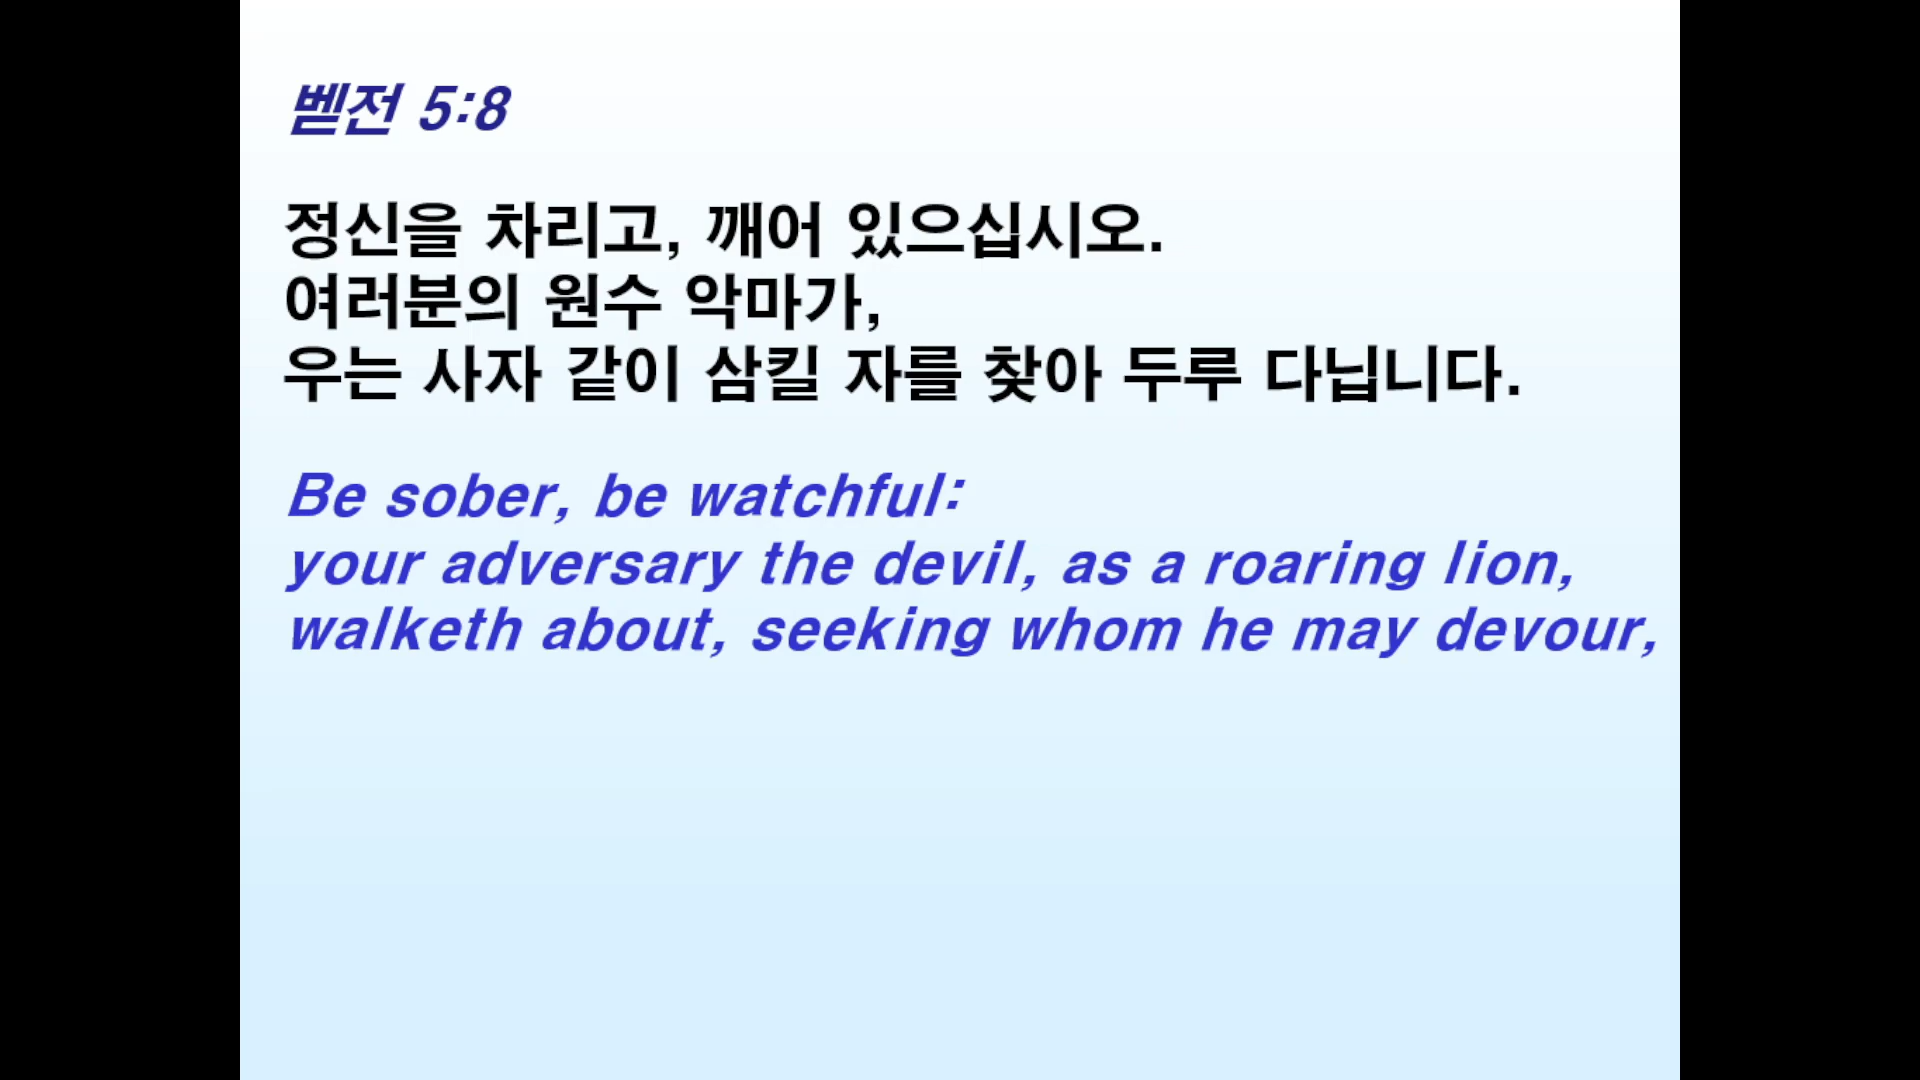 벧전 5:8
정신을 차리고, 깨어 있으십시오.
여러분의 원수 악마가,
우는 사자 같이 삼킬 자를 찾아 두루 다닙니다.
Be sober, be watchful:
your adversary the devil, as a roaring lion,
walketh about, seeking whom he may devour,